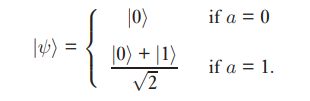 |0⟩ if a = 0
|ψ⟩ =
|0⟩ + |1⟩
√2 if a = 1.